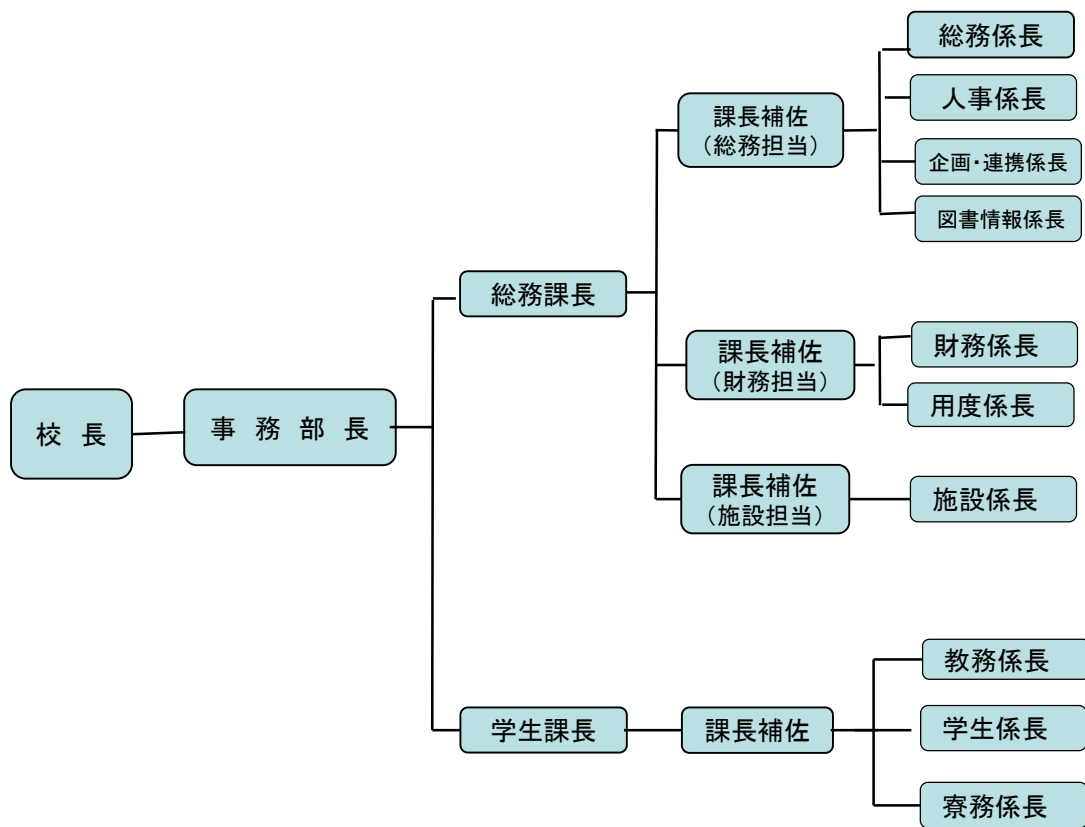 校 長
事 務 部 長
総務課長
課長補佐
（総務担当）
総務係長
人事係長
企画・連携係長
図書情報係長
課長補佐
（財務担当）
財務係長
用度係長
課長補佐
（施設担当）
施設係長
学生課長
課長補佐
教務係長
学生係長
寮務係長